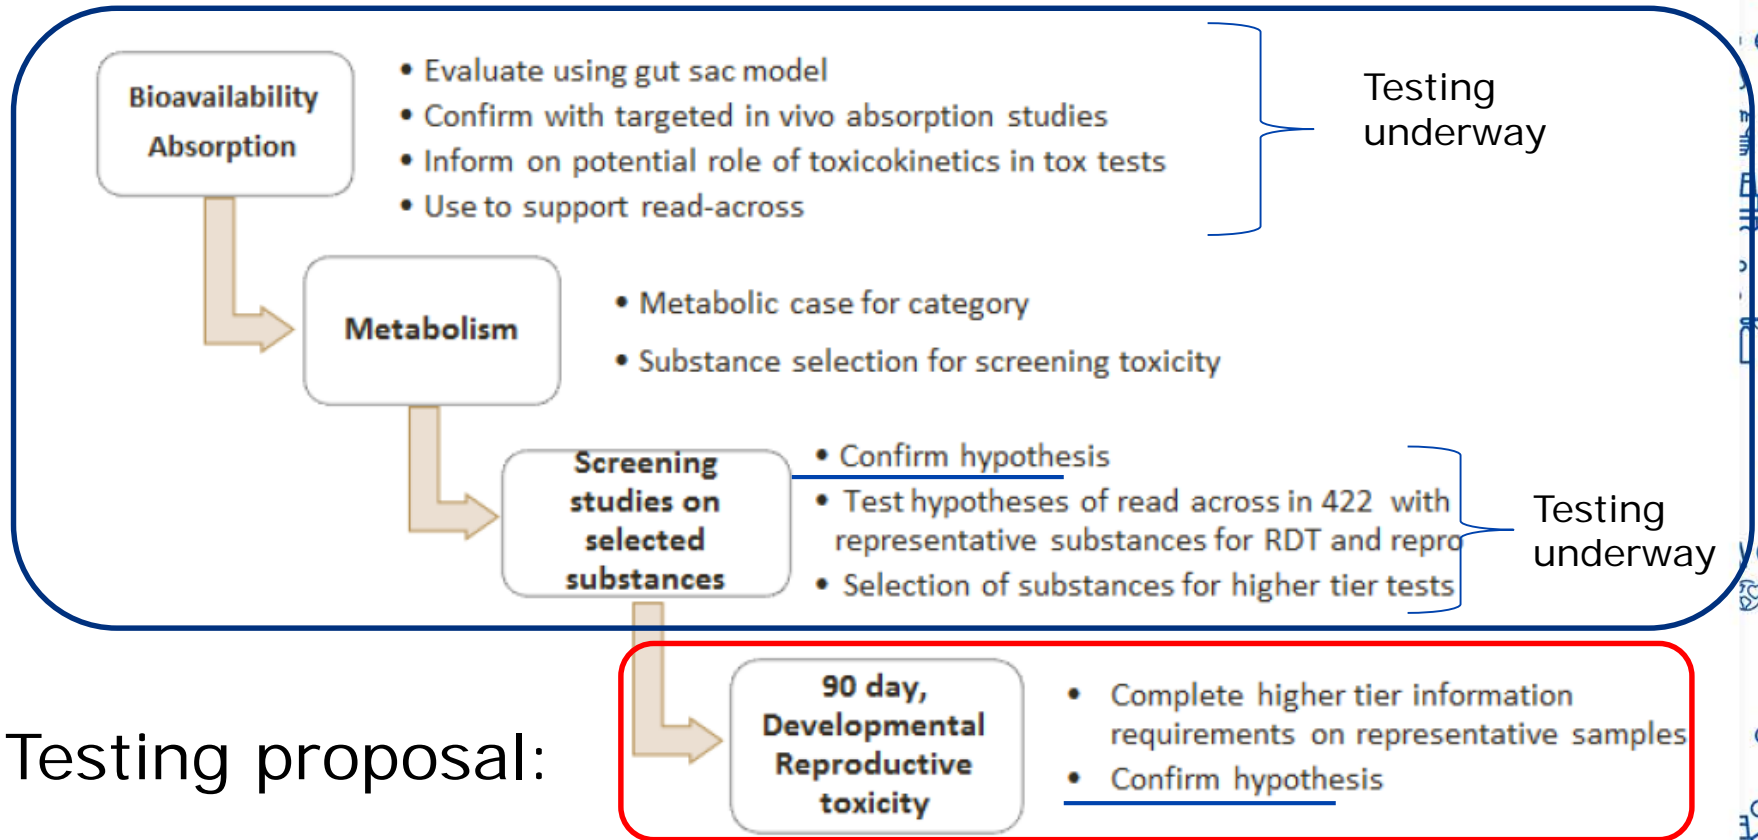 Bioavailability
Absorption
• Evaluate using gut sac model
• Confirm with targeted in vivo absorption studies
• Inform on potential role of toxicokinetics in tox tests
• Use to support read-across
Testing
underway
Metabolism
• Metabolic case for category
• Substance selection for screening toxicity
Screening
studies on
selected
substances
• Confirm hypothesis
• Test hypotheses of read across in 422 with
representative substances for RDT and repro
• Selection of substances for higher tier tests
Testing
underway
Testing proposal:
90 day,
Developmental
Reproductive
toxicity
• Complete higher tier information
requirements on representative samples
• Confirm hypothesis